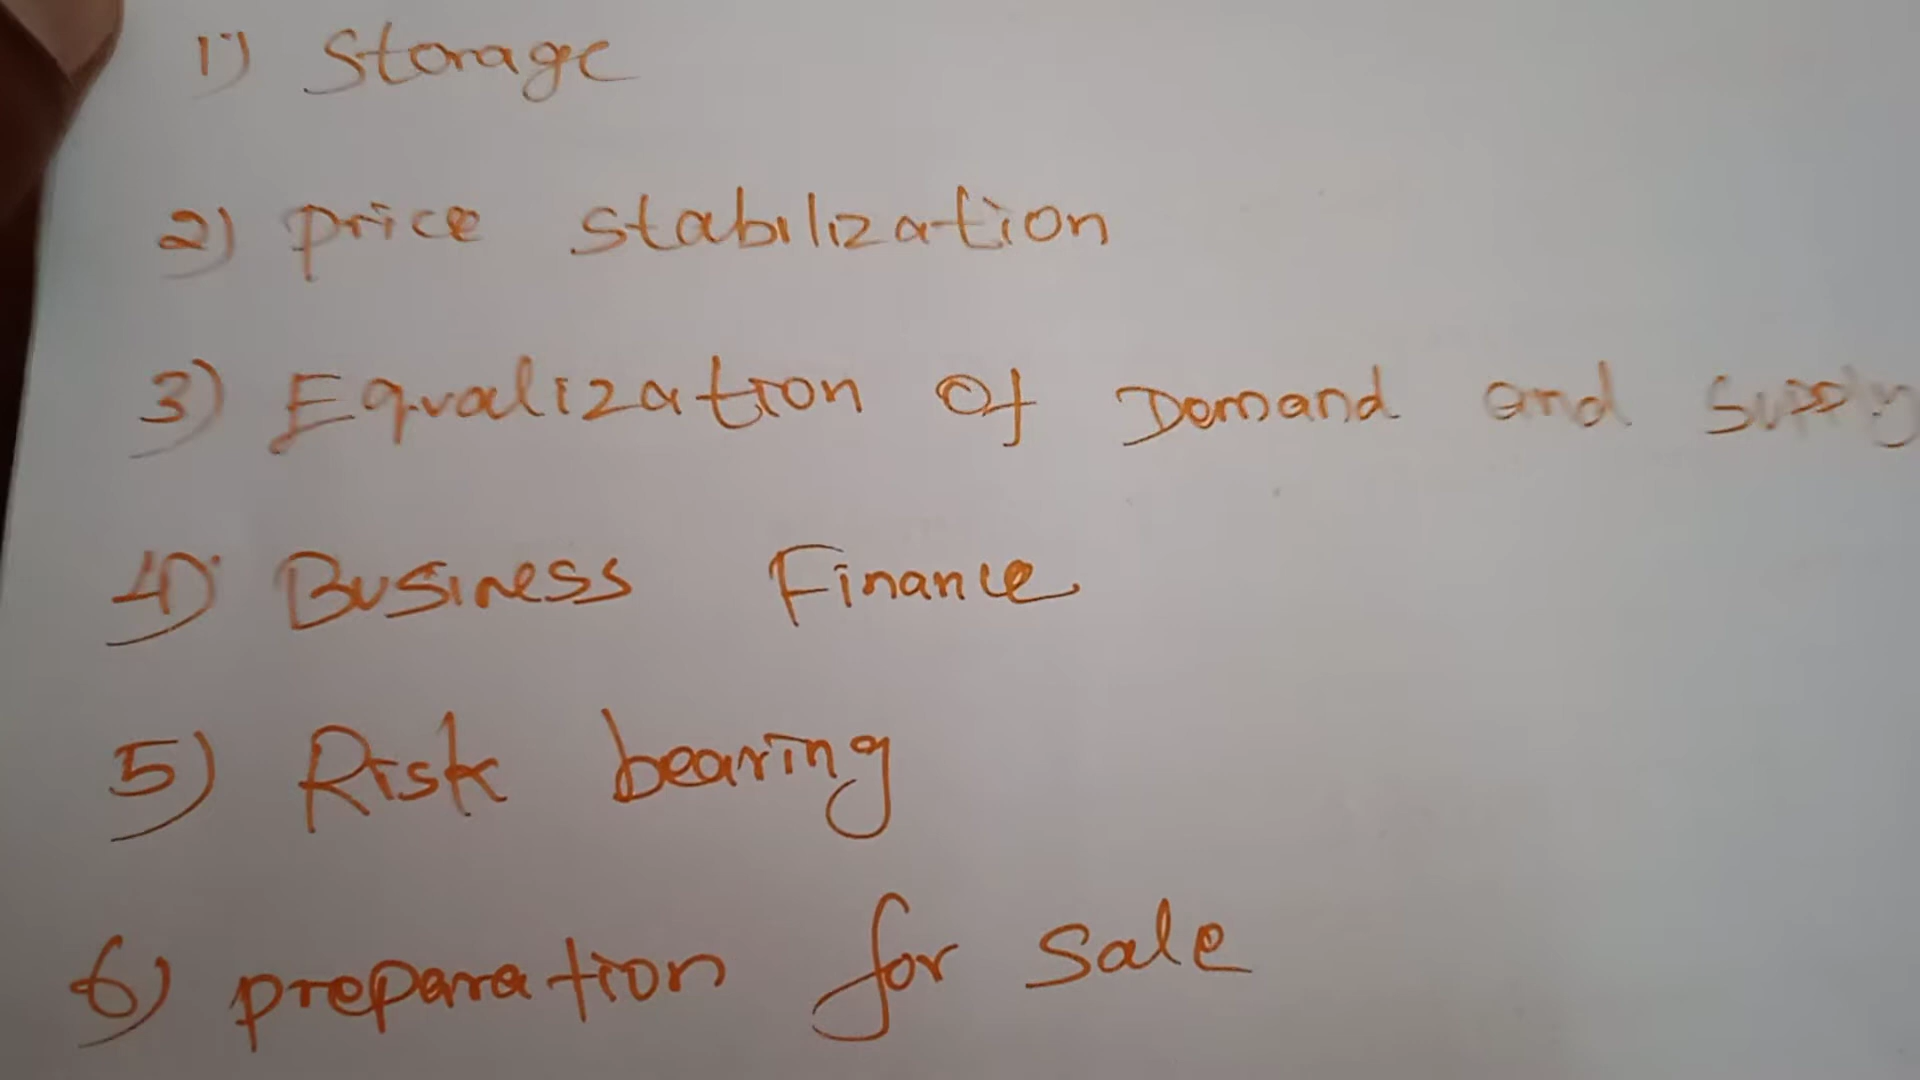 1) Storage
2) price stabilization
3) Equalization Of Demand and Supply
4) Business Finance
5) Risk bearing
6) preparation for sale